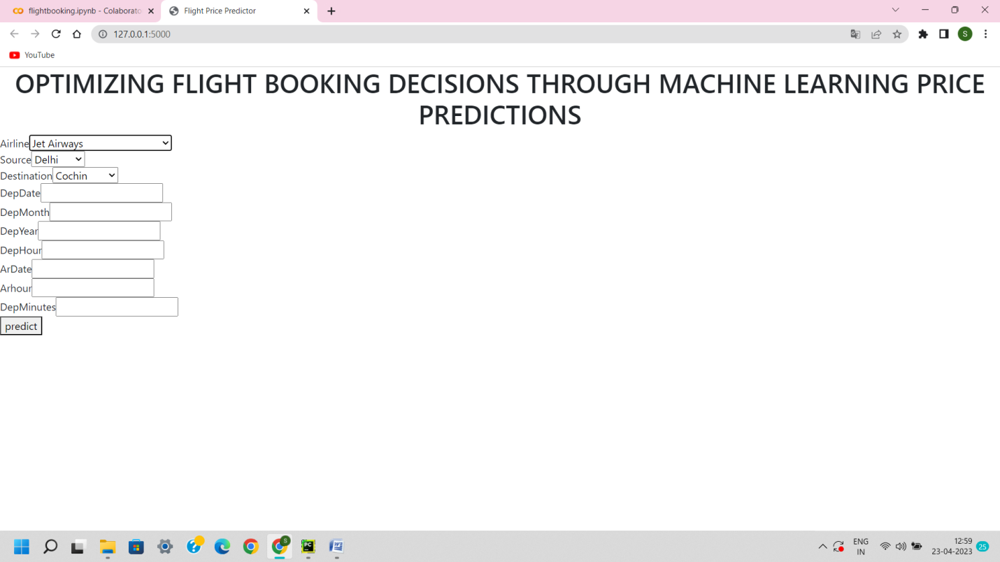 flightbooking.ipynb - Colaborato
Flight Price Predictor
127.0.0.1:5000
S
YouTube
OPTIMIZING FLIGHT BOOKING DECISIONS THROUGH MACHINE LEARNING PRICE
PREDICTIONS
Airline Jet Airways
Source Delhi
Destination Cochin
DepDate
DepMonth
DepYear
DepHour
ArDate
Arhour
DepMinutes
predict
S
PC
W
ENG
IN
12:59
23-04-2023
25